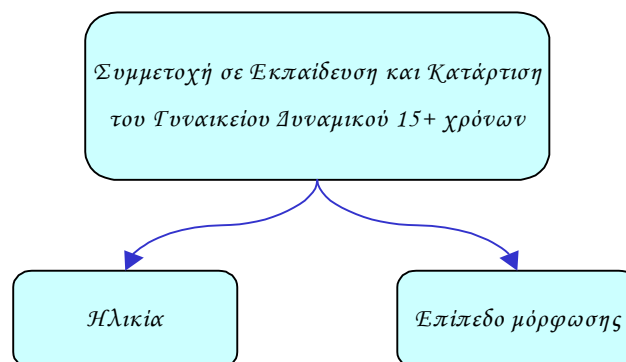 Συμμετοχή σε Εκπαίδευση και Κατάρτιση
του Γυναικείου Δυναμικού 15+ χρόνων
Ηλικία
Επίπεδο μόρφωσης